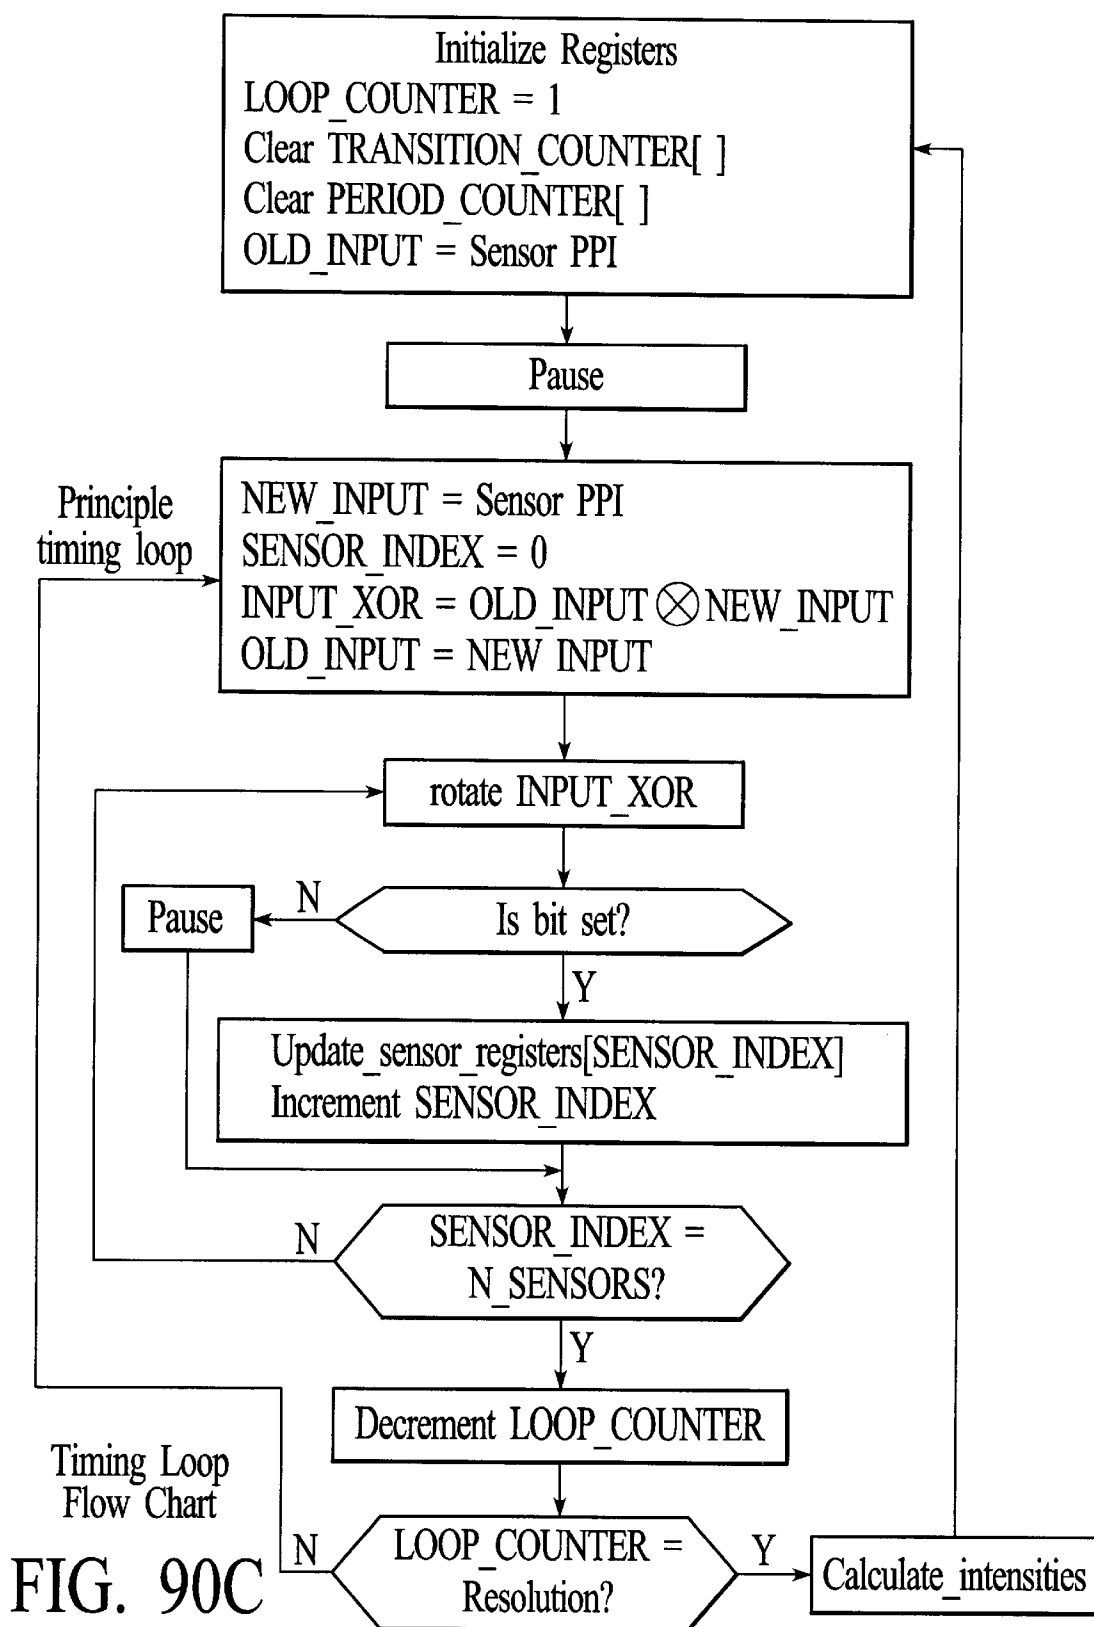 Initialize Registers
LOOP_COUNTER = 1
Clear TRANSITION_COUNTER[ ]
Clear PERIOD_COUNTER[ ]
OLD_INPUT = Sensor PPI
Pause
Principle
timing loop
NEW_INPUT = Sensor PPI
SENSOR_INDEX = 0
INPUT_XOR = OLD_INPUT ⊗ NEW_INPUT
OLD_INPUT = NEW INPUT
rotate INPUT_XOR
Is bit set?
N
Pause
Y
Update_sensor_registers[SENSOR_INDEX]
Increment SENSOR_INDEX
SENSOR_INDEX =
N_SENSORS?
N
Y
Decrement LOOP_COUNTER
Timing Loop
Flow Chart
LOOP_COUNTER =
Resolution?
N
Y
Calculate_intensities
FIG. 90C